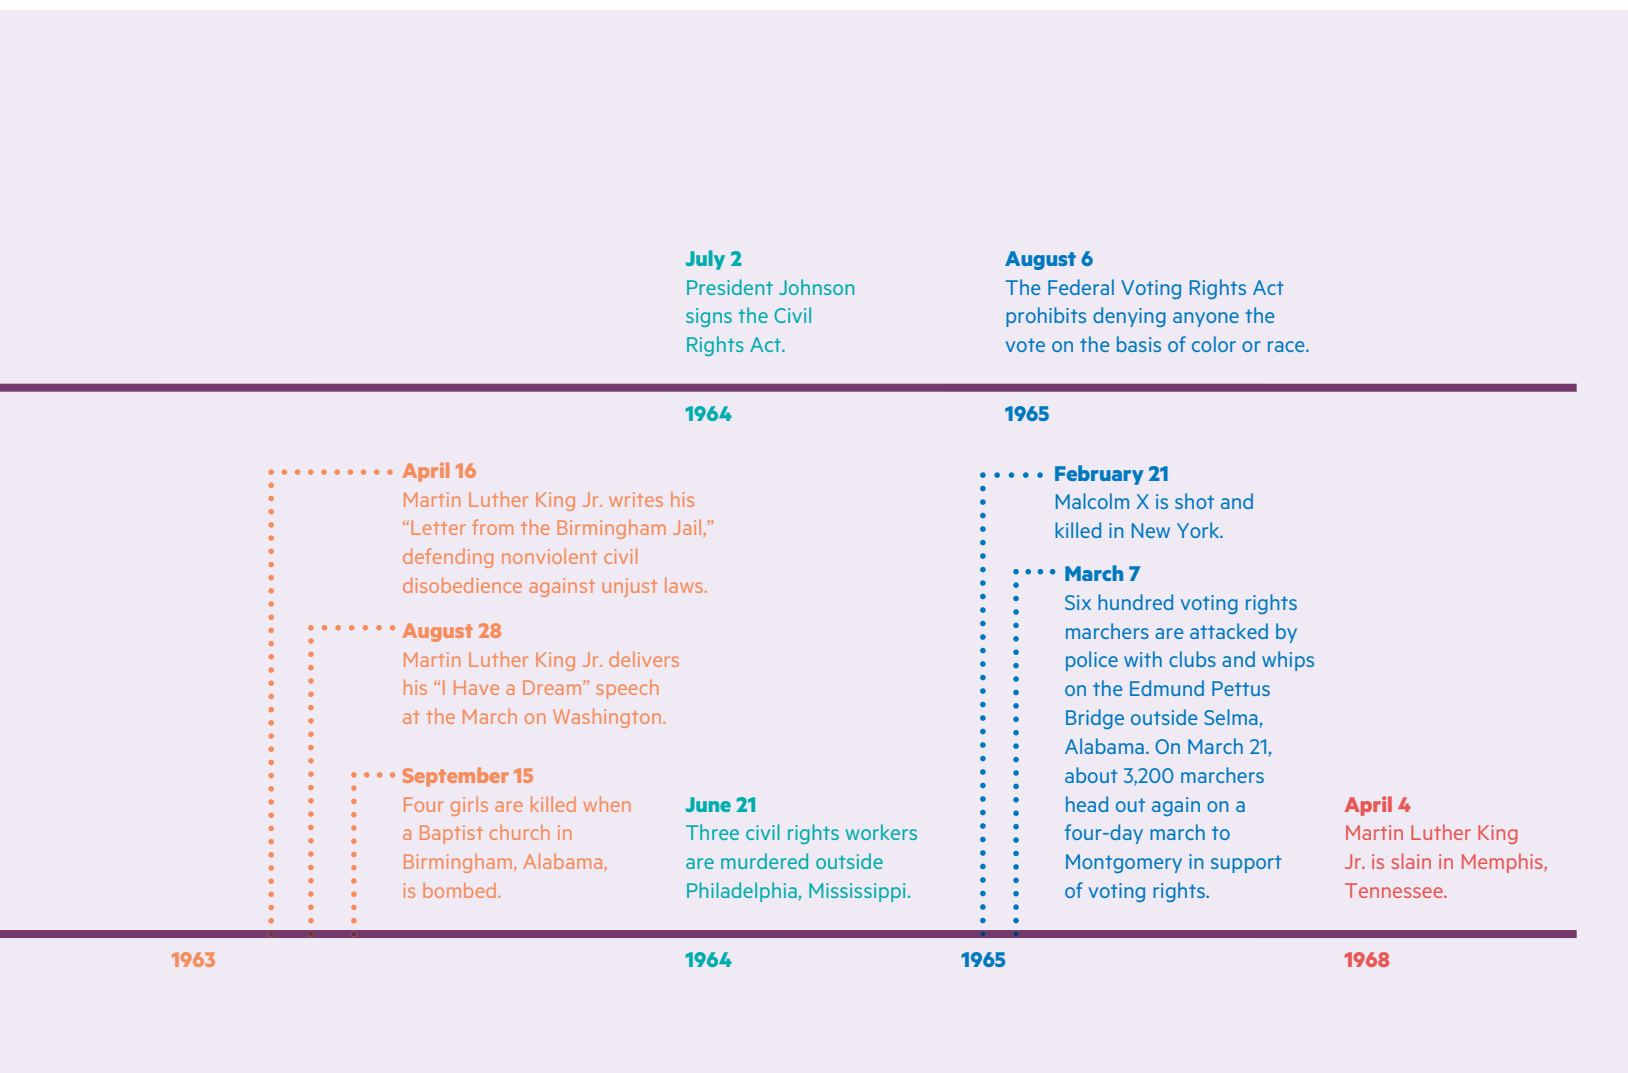 July 2
President Johnson
signs the Civil
Rights Act.
August 6
The Federal Voting Rights Act
prohibits denying anyone the
vote on the basis of color or race.
1964
1965
April 16
Martin Luther King Jr. writes his
“Letter from the Birmingham Jail,”
defending nonviolent civil
disobedience against unjust laws.
August 28
Martin Luther King Jr. delivers
his “I Have a Dream” speech
at the March on Washington.
September 15
Four girls are killed when
a Baptist church in
Birmingham, Alabama,
is bombed.
June 21
Three civil rights workers
are murdered outside
Philadelphia, Mississippi.
February 21
Malcolm X is shot and
killed in New York.
March 7
Six hundred voting rights
marchers are attacked by
police with clubs and whips
on the Edmund Pettus
Bridge outside Selma,
Alabama. On March 21,
about 3,200 marchers
head out again on a
four-day march to
Montgomery in support
of voting rights.
April 4
Martin Luther King
Jr. is slain in Memphis,
Tennessee.
1963
1964
1965
1968